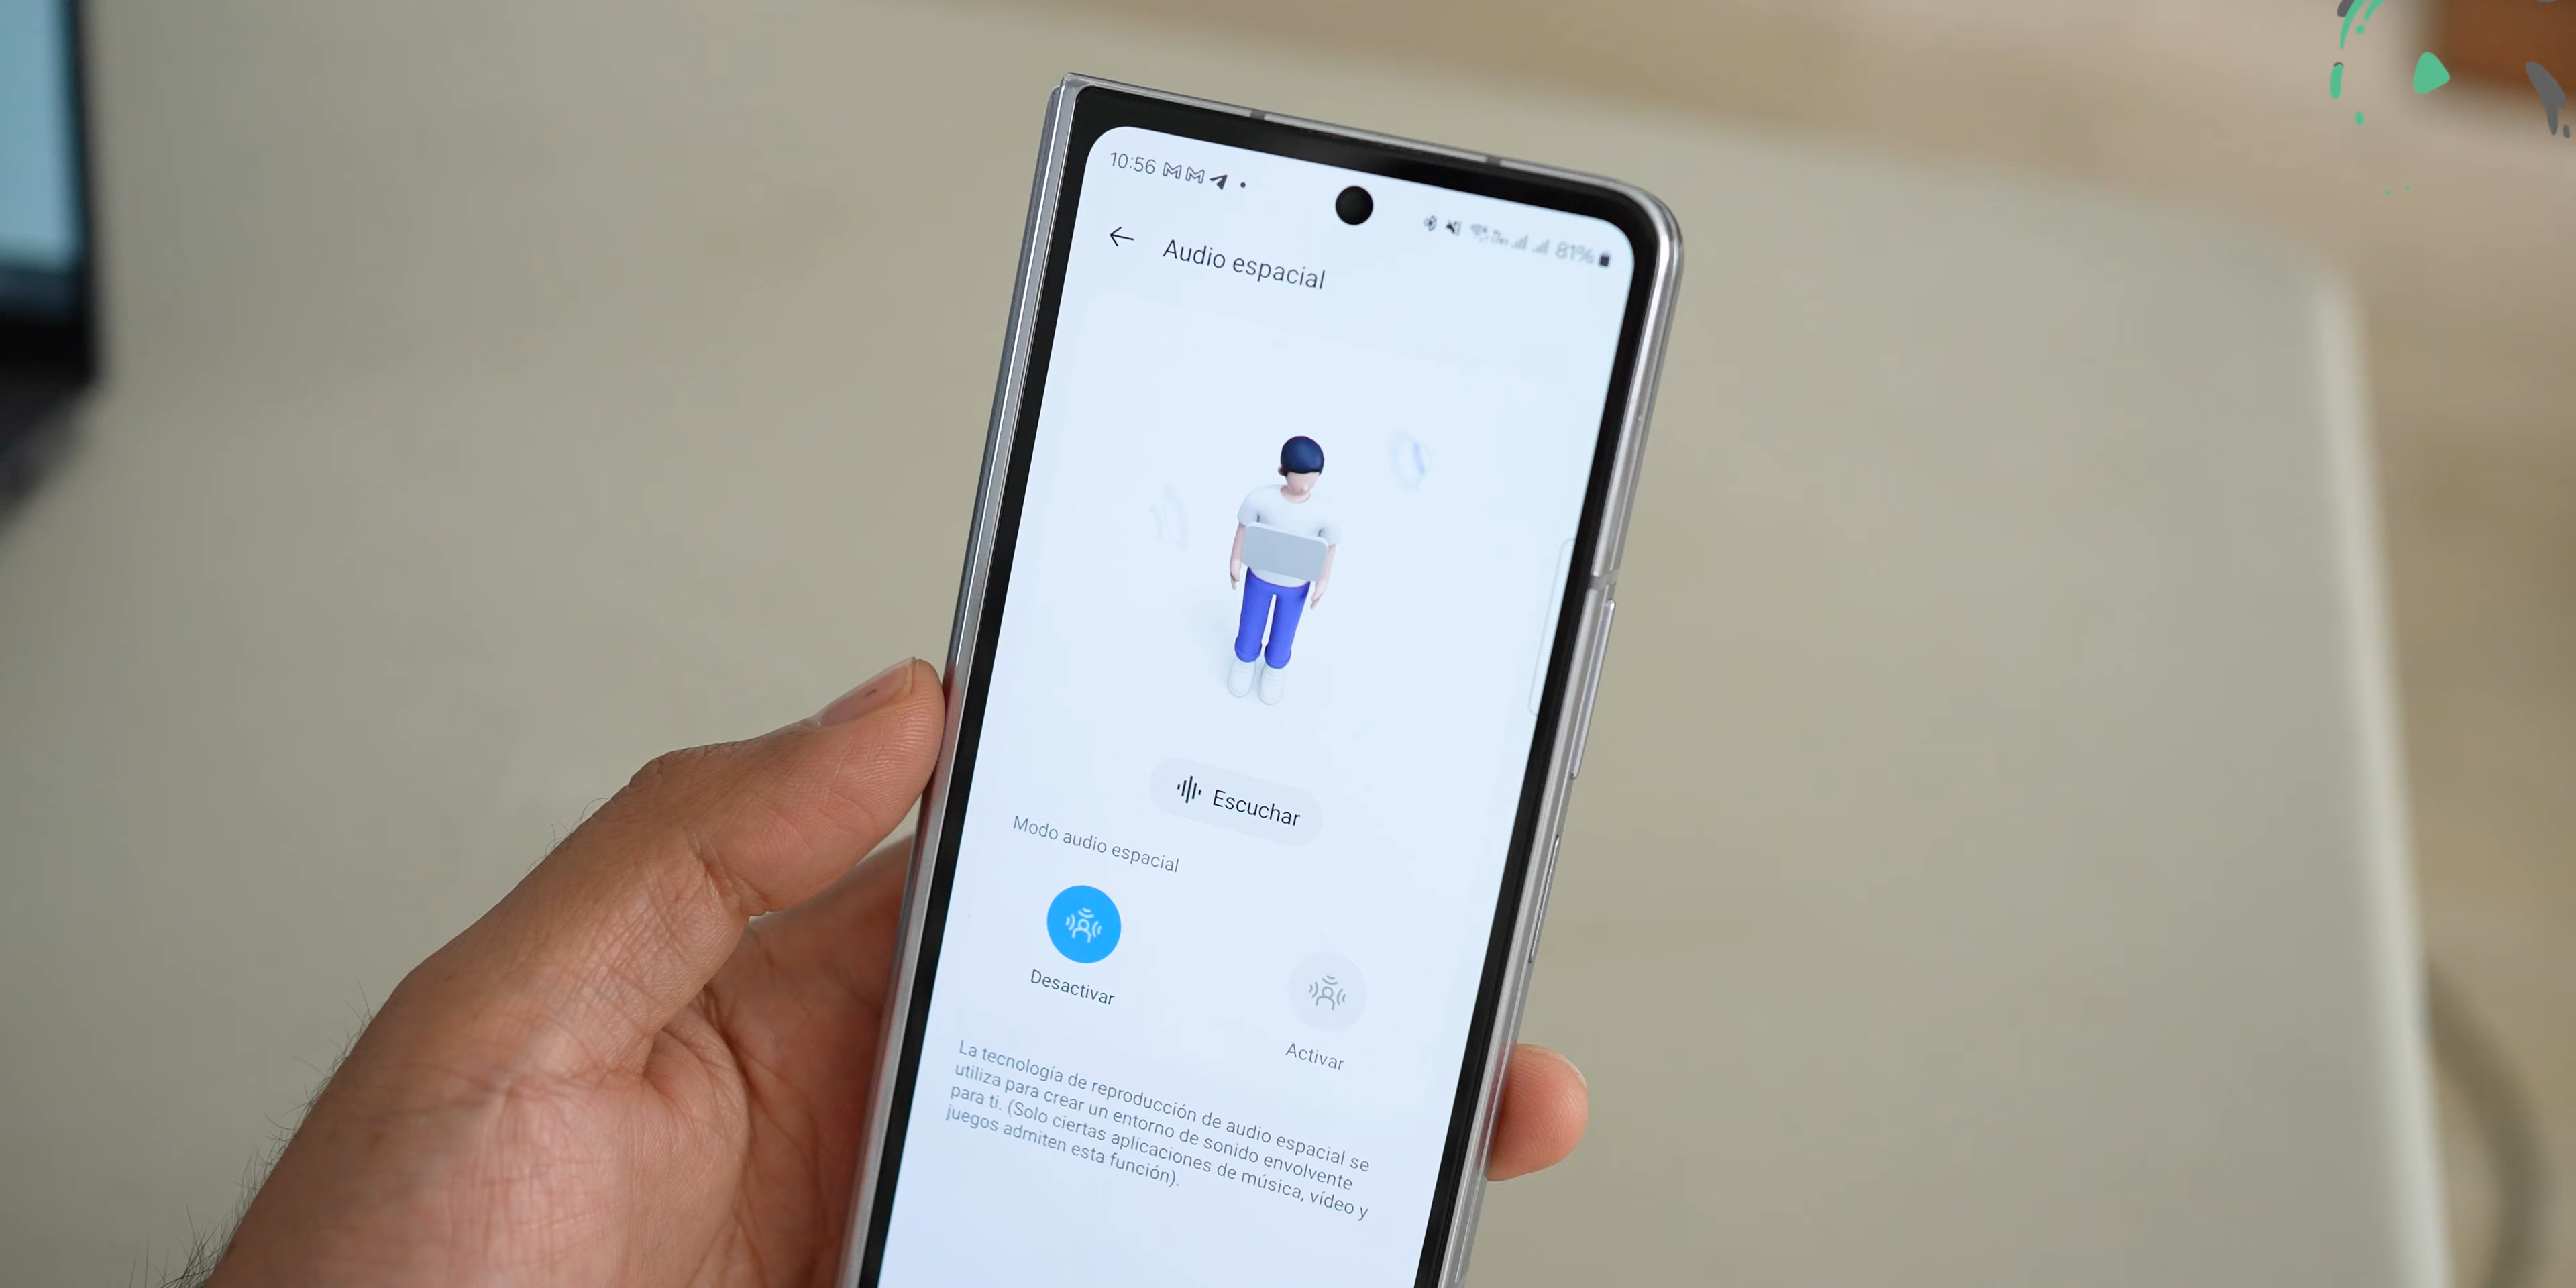 10:56
81%
Audio espacial
Escuchar
Modo audio espacial
Desactivar
Activar
La tecnología de reproducción de audio espacial se
utiliza para crear un entorno de sonido envolvente
para ti. (Solo ciertas aplicaciones de música, vídeo y
juegos admiten esta función).